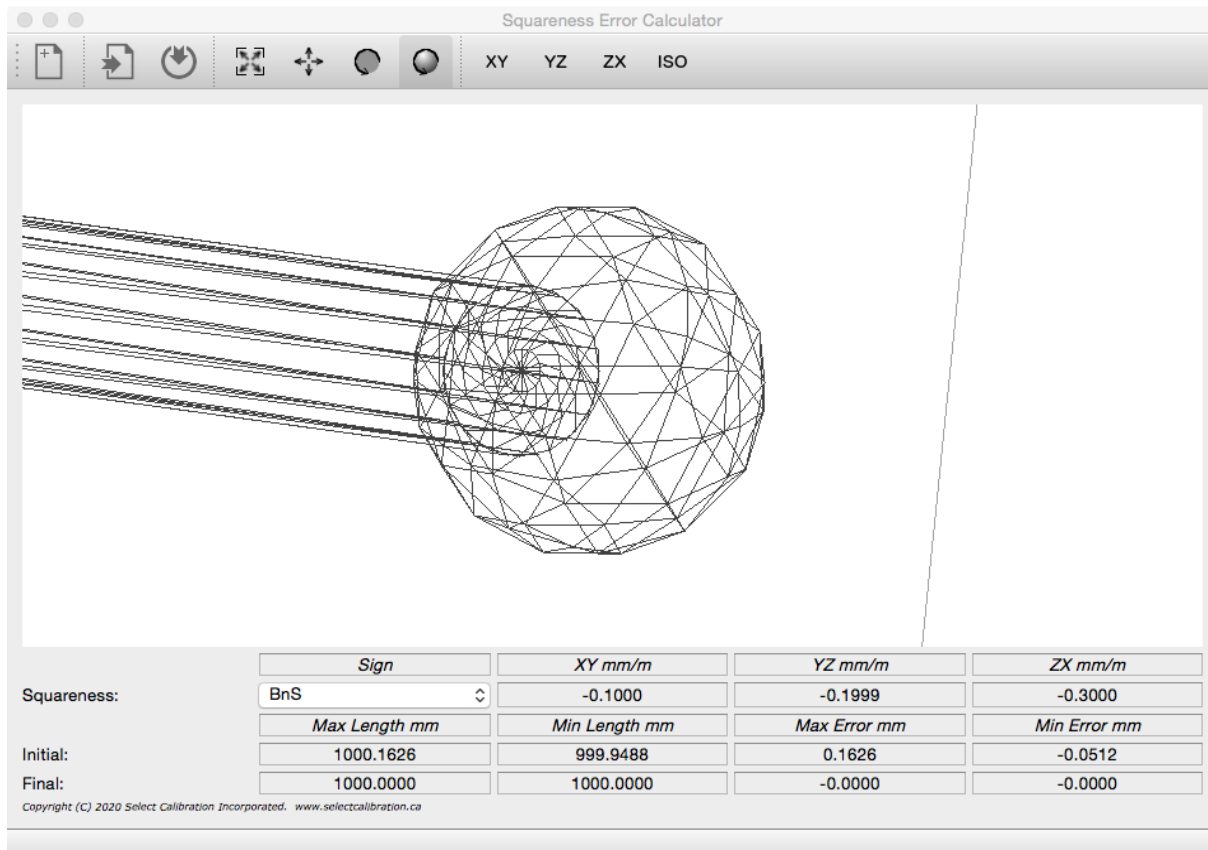 Squareness Error Calculator
XY YZ ZX ISO
Sign XY mm/m YZ mm/m ZX mm/m
Squareness: BnS -0.1000 -0.1999 -0.3000
Max Length mm Min Length mm Max Error mm Min Error mm
Initial: 1000.1626 999.9488 0.1626 -0.0512
Final: 1000.0000 1000.0000 -0.0000 -0.0000
Copyright (C) 2020 Select Calibration Incorporated. www.selectcalibration.ca